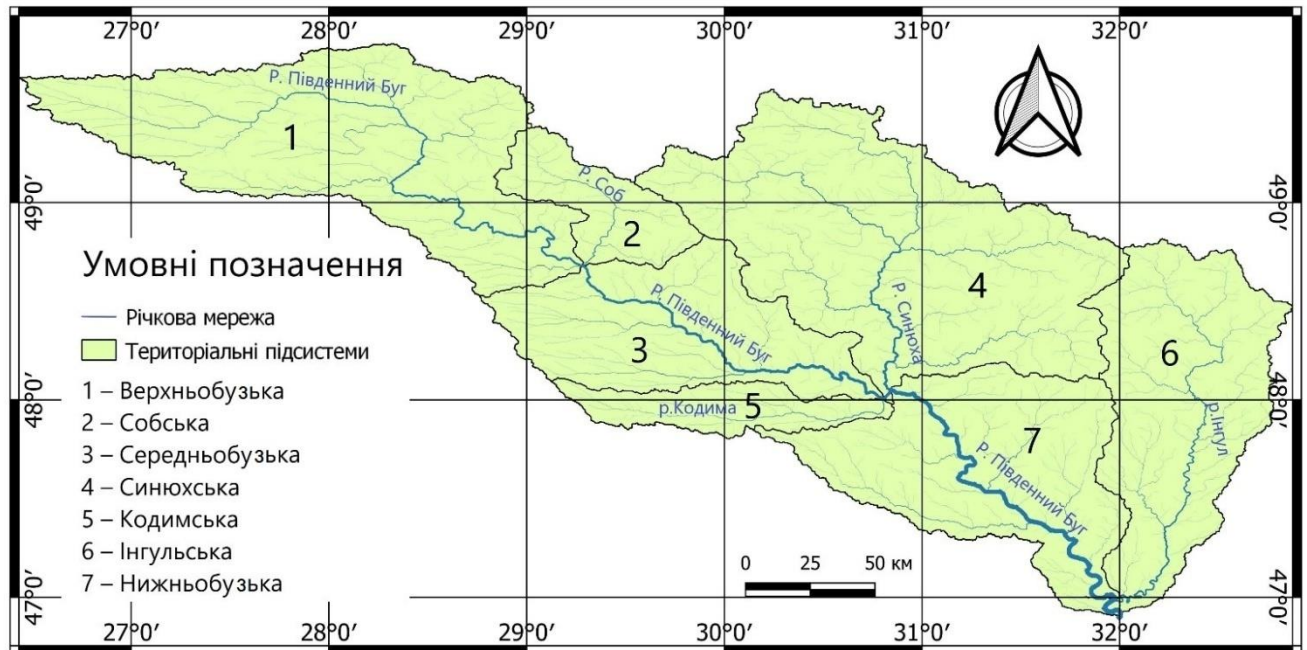 27°0′ 28°0′ 29°0′ 30°0′ 31°0′ 32°0′
Р. Південний Буг
1
Р. Соб
49°0′ 49°0′
2
Умовні позначення
Річкова мережа
Територіальні підсистеми
1 – Верхньобузька
2 – Собська
3 – Середньобузька
4 – Синюхська
5 – Кодимська
6 – Інгульська
7 – Нижньобузька
4
Р. Синюха
Р. Південний Буг
3
6
48°0′ 48°0′
р.Кодима
5
р.Інгул
7
Р. Південний Буг
0 25 50 км
47°0′ 47°0′
27°0′ 28°0′ 29°0′ 30°0′ 31°0′ 32°0′